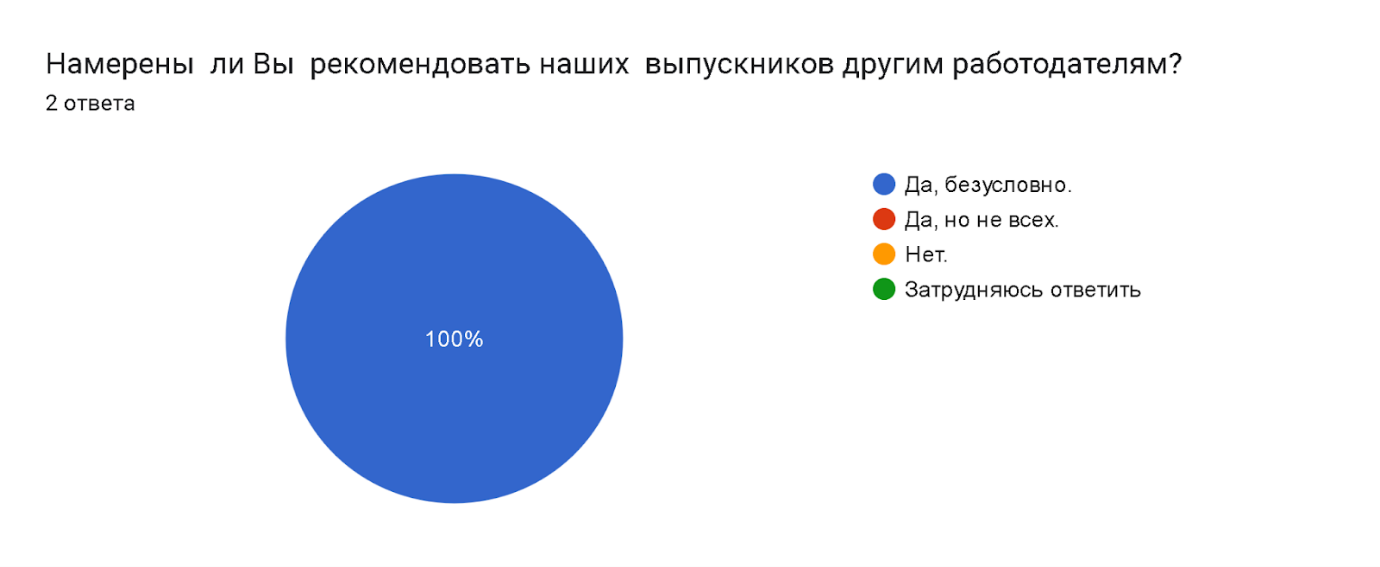 Намерены ли Вы рекомендовать наших выпускников другим работодателям?
2 ответа
Да, безусловно.
Да, но не всех.
Нет.
Затрудняюсь ответить
100%